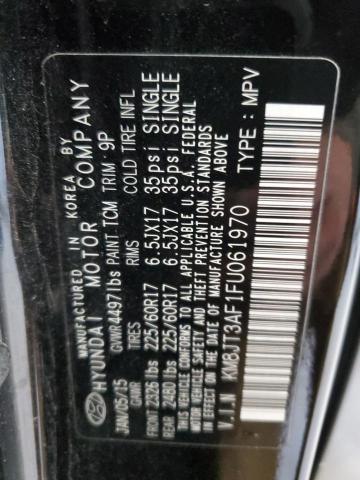 MANUFACTURED IN KOREA BY
HYUNDAI MOTOR COMPANY
JAN/05/15 GVWR 4497lbs PAINT TCM TRIM 9P
GAWR RIMS COLD TIRE INFL
FRONT 2326 lbs 225/60R17 6.5JX17 35psi SINGLE
REAR 2480 lbs 225/60R17 6.5JX17 35psi SINGLE
THIS VEHICLE CONFORMS TO ALL APPLICABLE U.S.A. FEDERAL
MOTOR VEHICLE SAFETY AND THEFT PREVENTION STANDARDS
IN EFFECT ON THE DATE OF MANUFACTURE SHOWN ABOVE.
V.I.N : KM8JT3AF1FU061970 TYPE : MPV